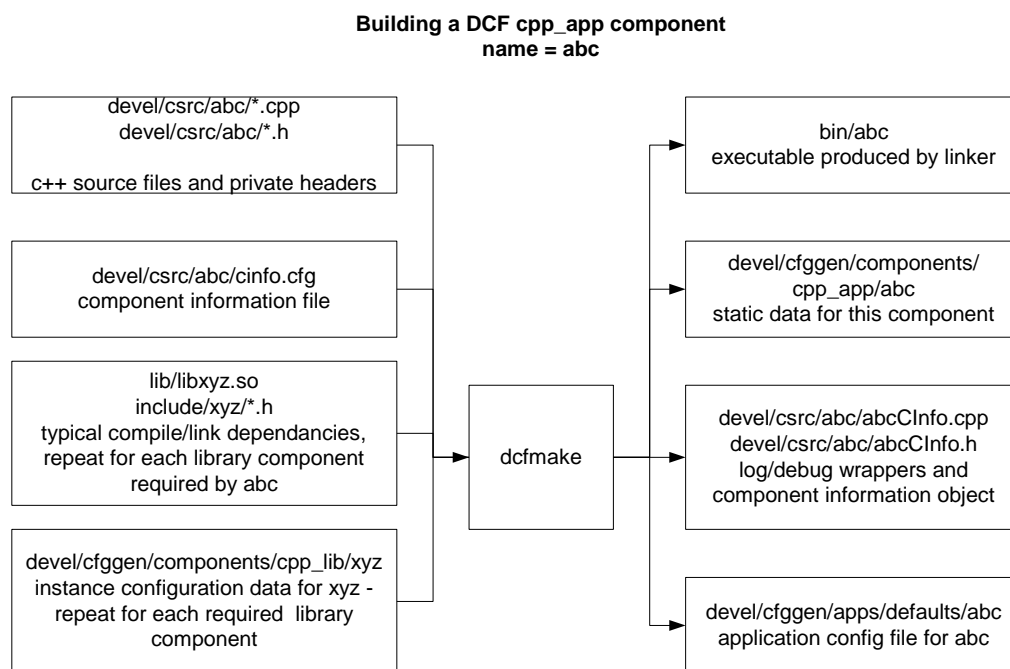 Building a DCF cpp_app component
name = abc
devel/csrc/abc/*.cpp
devel/csrc/abc/*.h
c++ source files and private headers
devel/csrc/abc/cinfo.cfg
component information file
lib/libxyz.so
include/xyz/*.h
typical compile/link dependancies,
repeat for each library component
required by abc
devel/cfggen/components/cpp_lib/xyz
instance configuration data for xyz -
repeat for each required library
component
dcfmake
bin/abc
executable produced by linker
devel/cfggen/components/
cpp_app/abc
static data for this component
devel/csrc/abc/abcCInfo.cpp
devel/csrc/abc/abcCInfo.h
log/debug wrappers and
component information object
devel/cfggen/apps/defaults/abc
application config file for abc